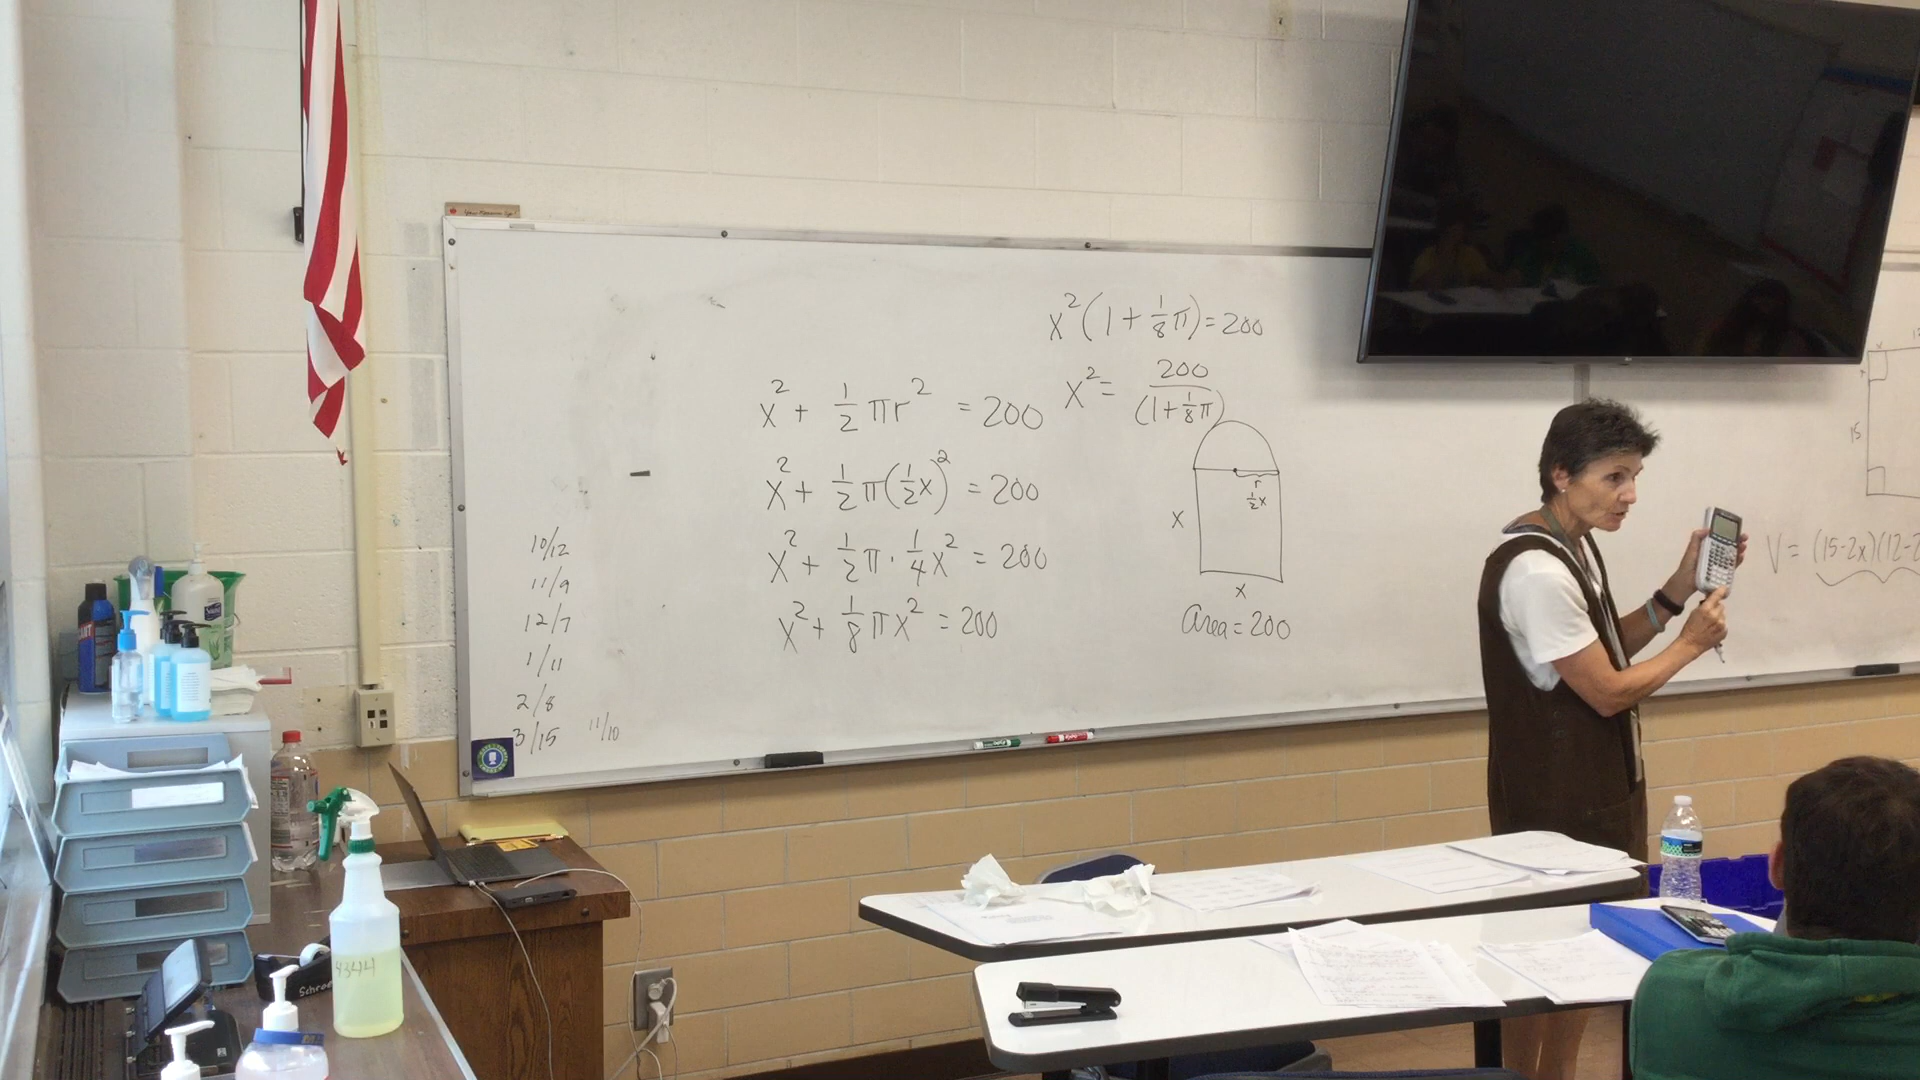 x²(1+⅛π)=200
x² + ½πr² = 200
x² = 200/(1+⅛π)
x² + ½π(½x)² = 200
x² + ½π·¼x² = 200
x² + ⅛πx² = 200
r
½x
x
x
area=200
10/12
11/9
12/7
1/11
2/8
3/15
11/10
x
15
V = (15-2x)(12-2
4344